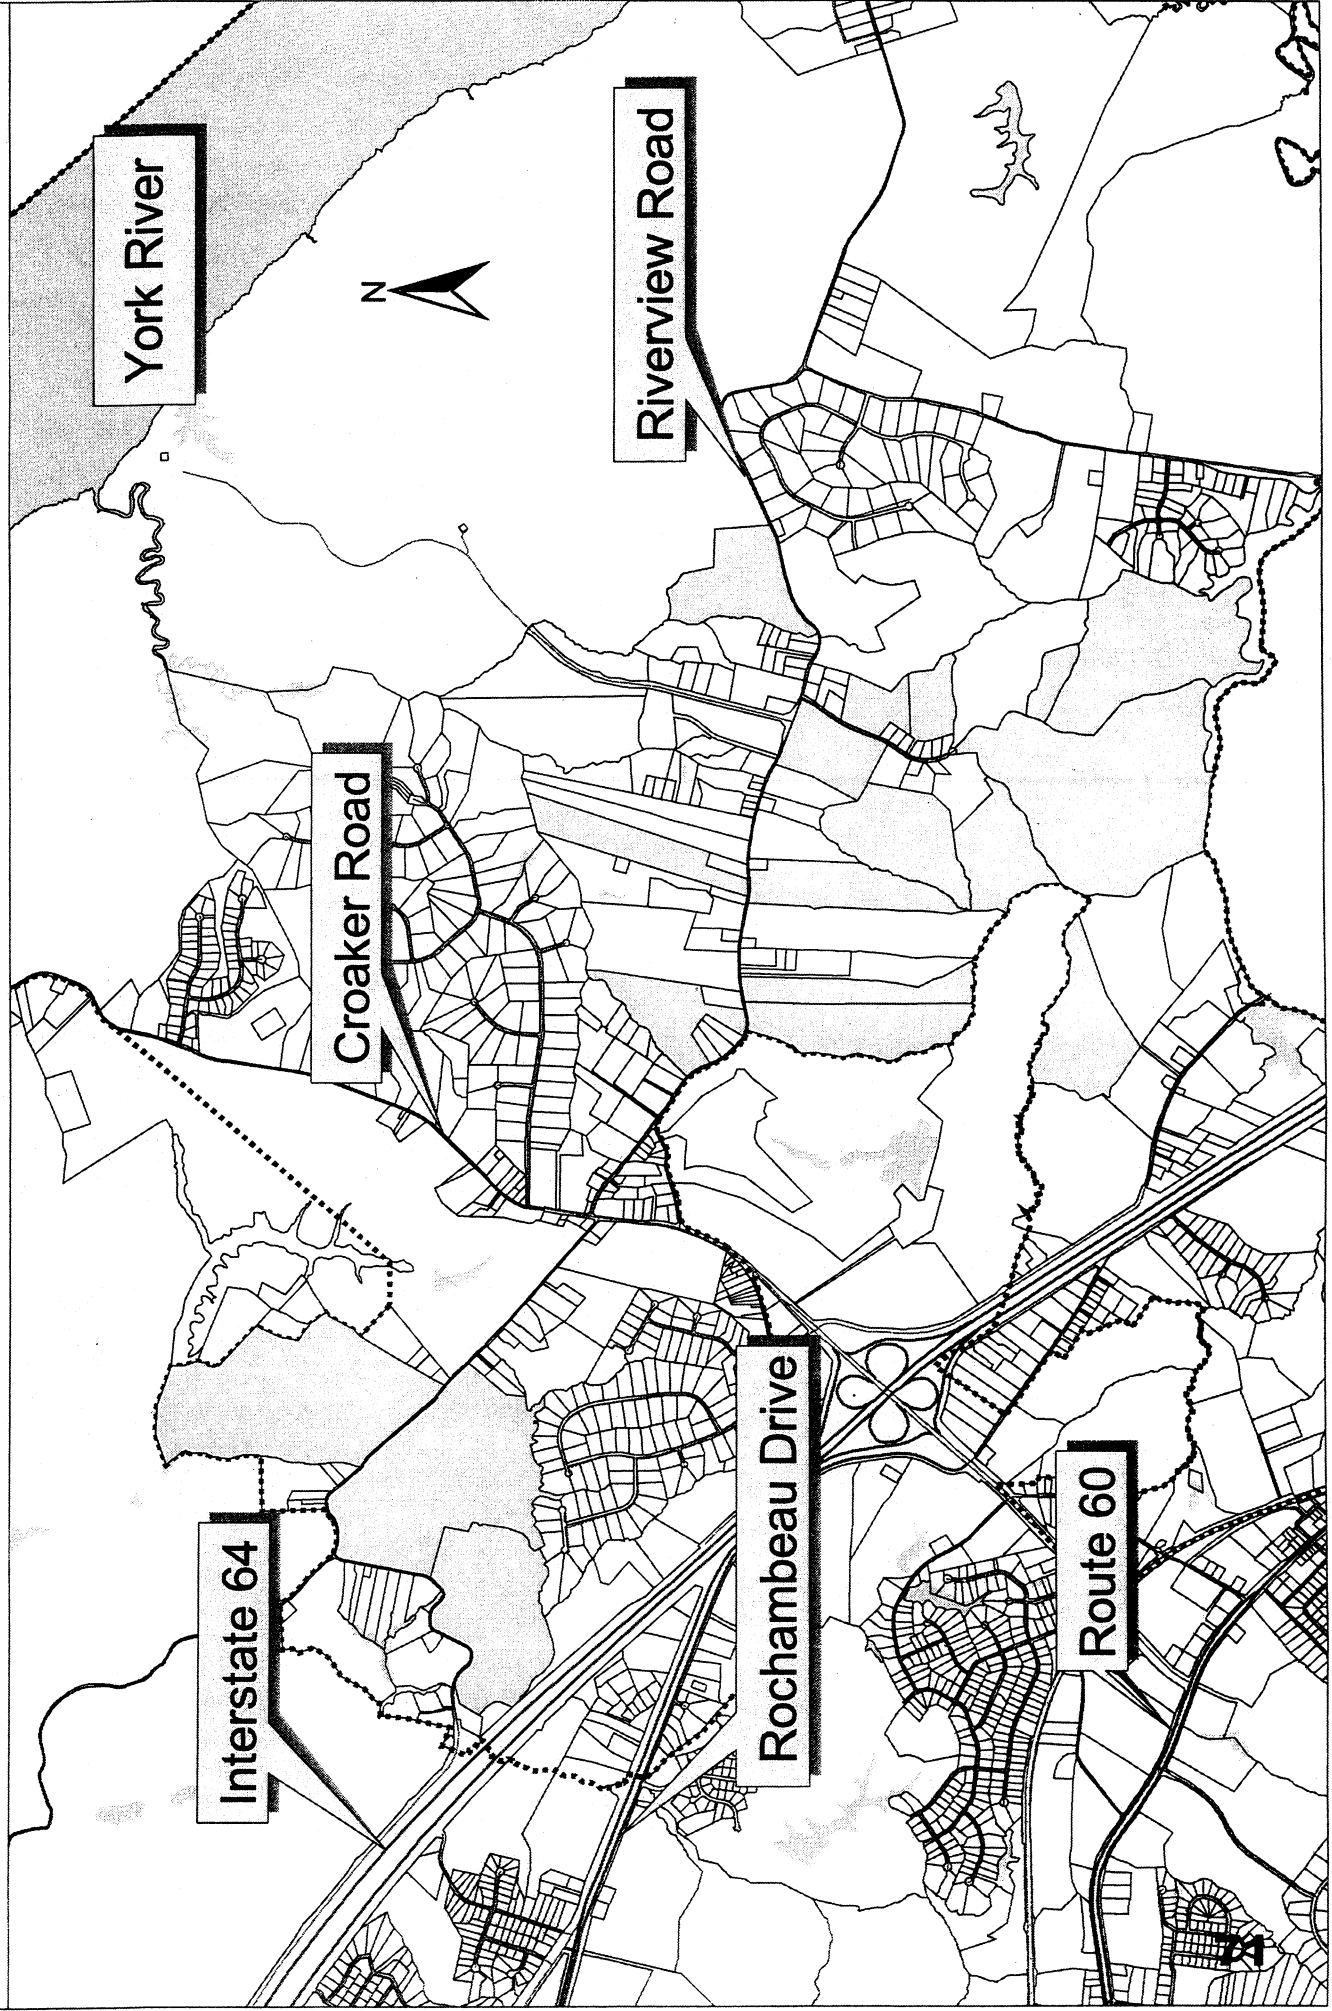 York River
N
Riverview Road
Croaker Road
Interstate 64
Rochambeau Drive
Route 60